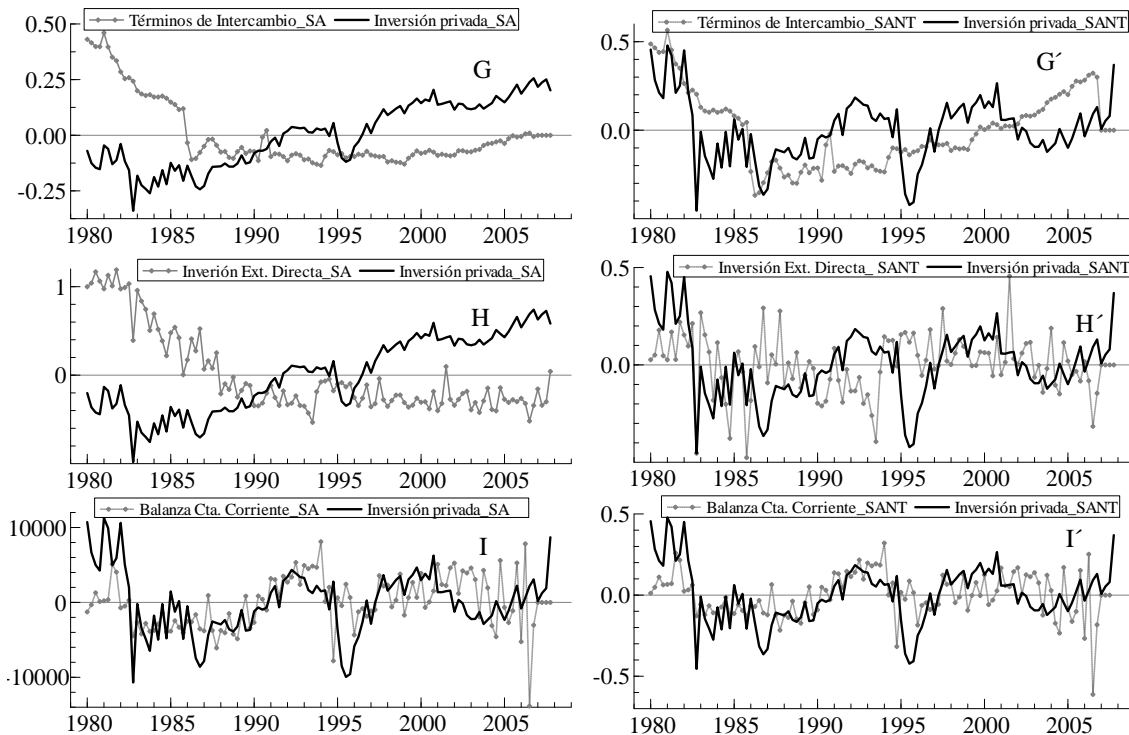 Términos de Intercambio_SA Inversión privada_SA
0.50
0.25
0.00
-0.25
G
1980 1985 1990 1995 2000 2005
Términos de Intercambio_SANT Inversión privada_SANT
0.0
G´
1980 1985 1990 1995 2000 2005
Inverión Ext. Directa_SA Inversión privada_SA
1
0
H
1980 1985 1990 1995 2000 2005
Inversión Ext. Directa_ SANT Inversión privada_SANT
0.5
0.0
H´
1980 1985 1990 1995 2000 2005
Balanza Cta. Corriente_SA Inversión privada_SA
10000
0
-10000
I
1980 1985 1990 1995 2000 2005
Balanza Cta. Corriente_SANT Inversión privada_SANT
0.5
0.0
-0.5
I´
1980 1985 1990 1995 2000 2005